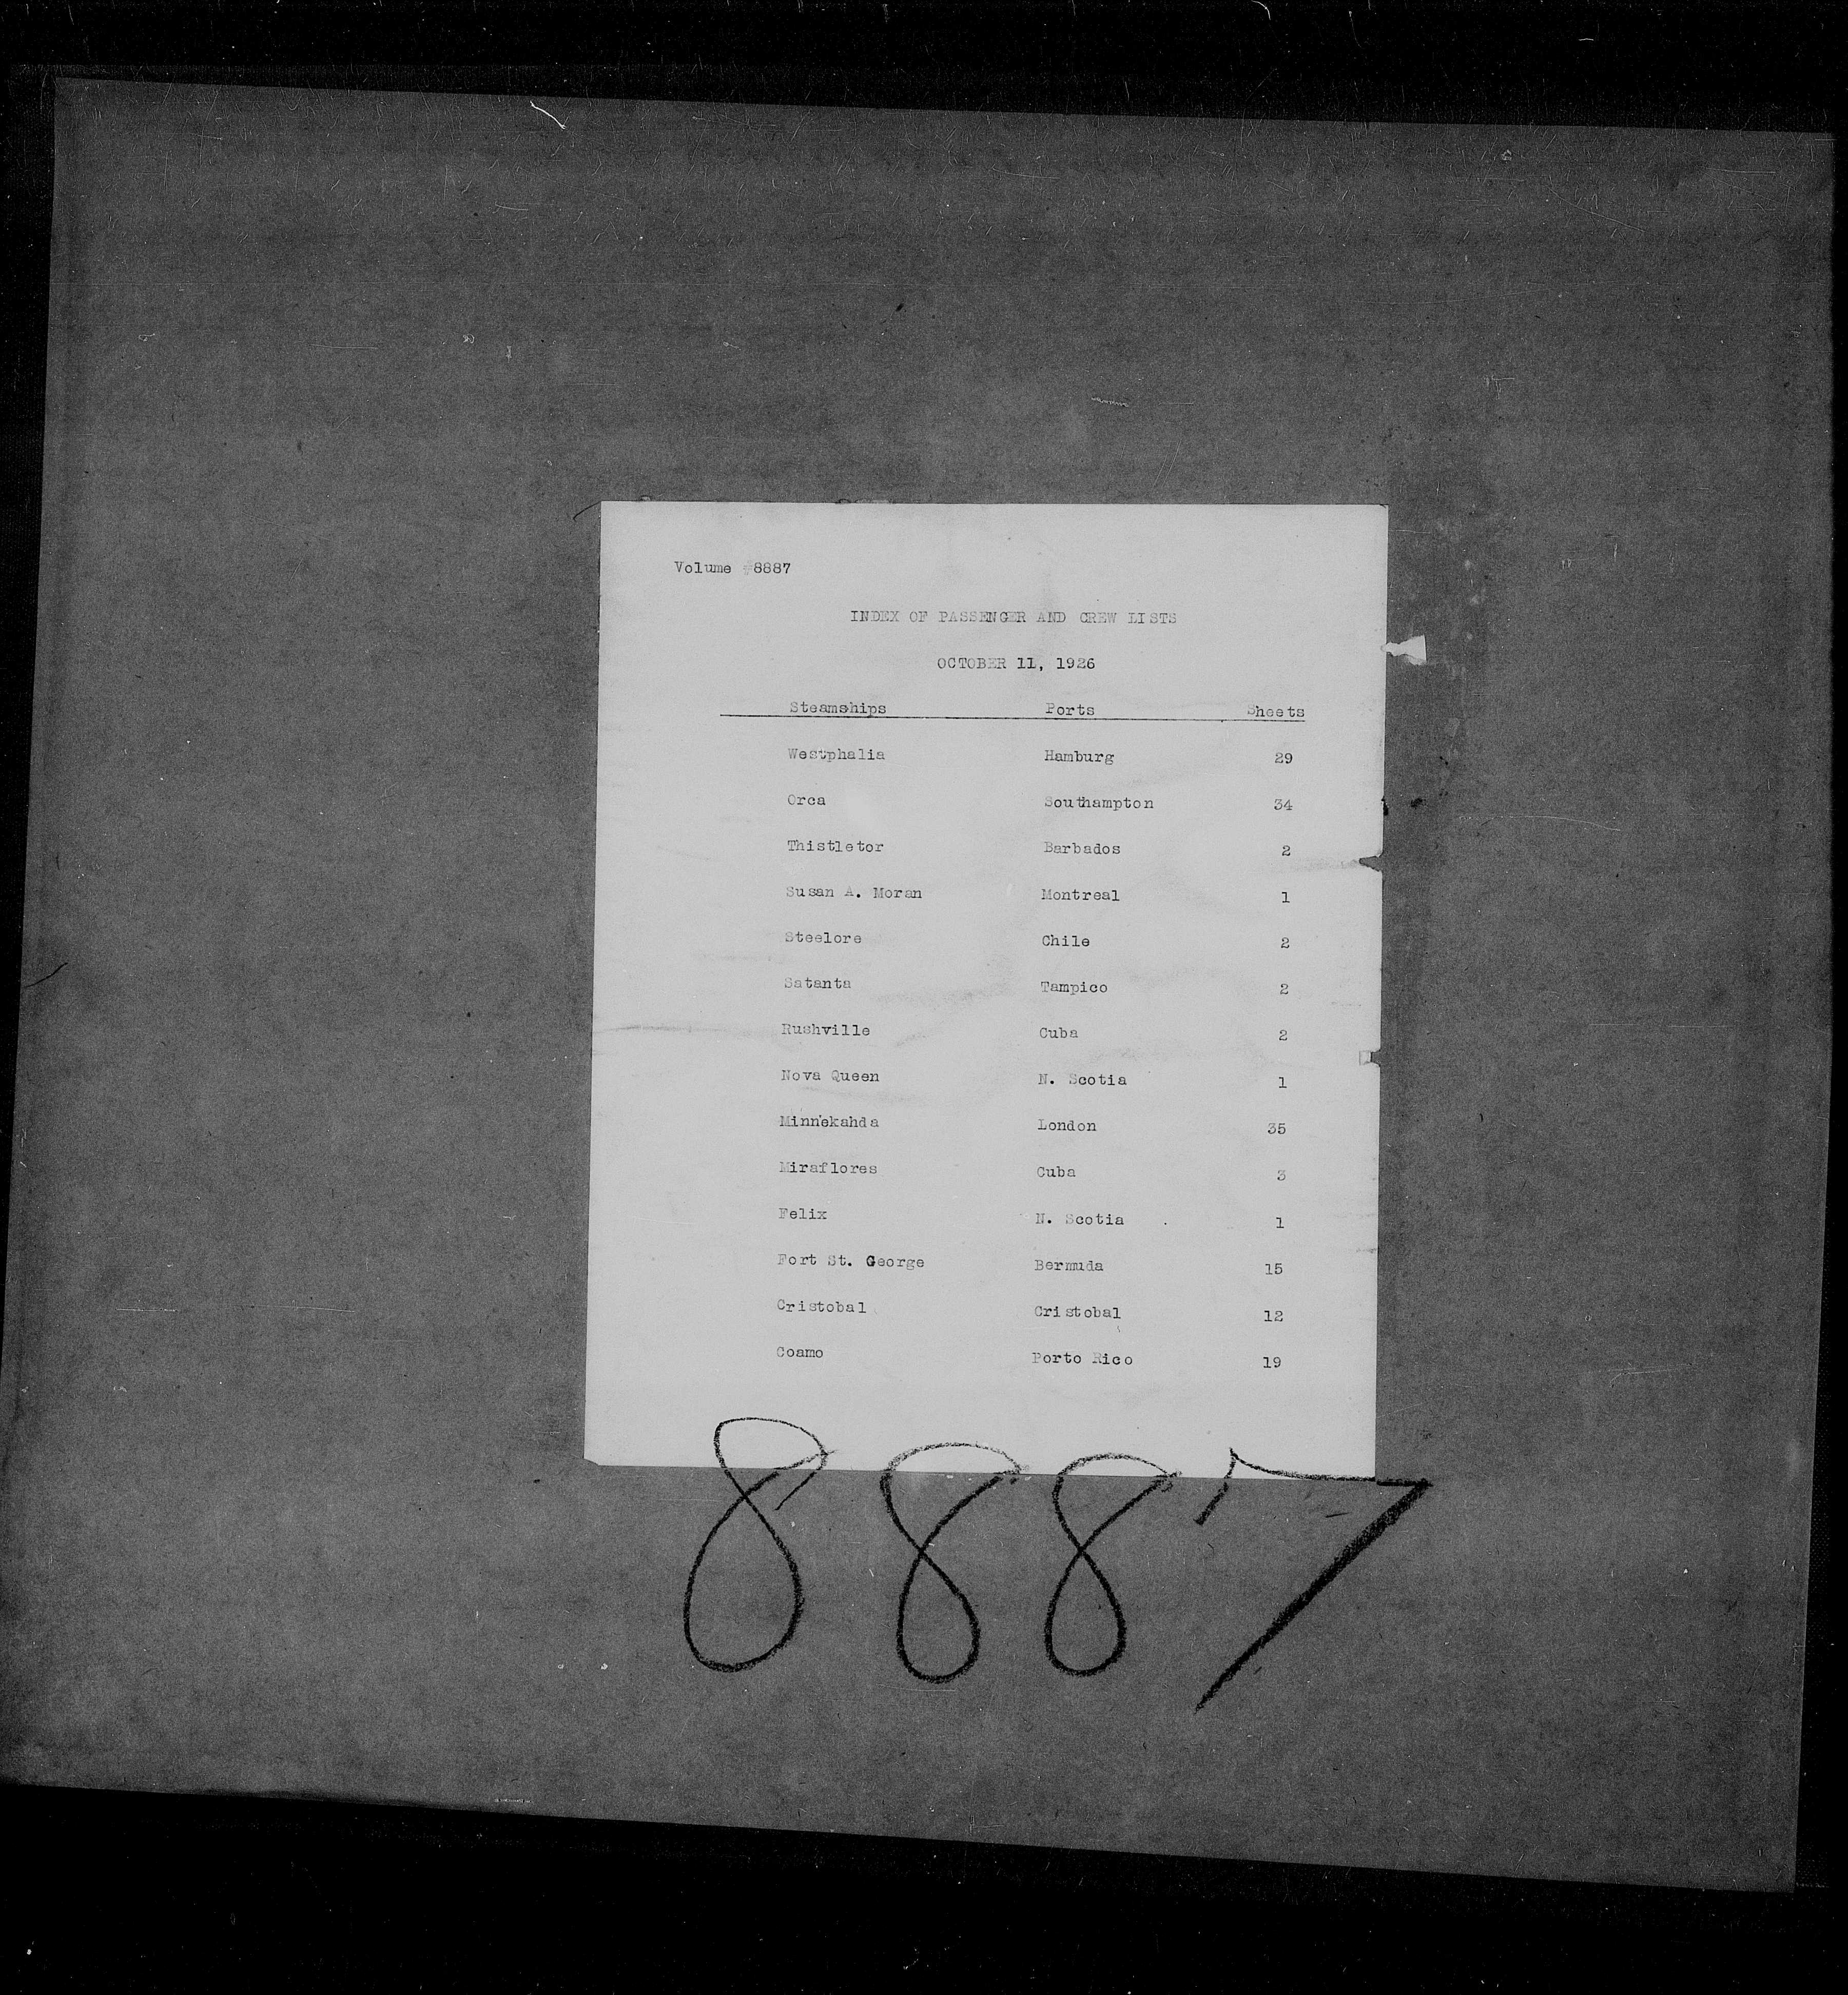 Volume #8887
INDEX OF PASSENGER AND CREW LISTS
OCTOBER 11, 1926
Steamships Ports Sheets
Westphalia Hamburg 29
Orca Southampton 34
Thistletor Barbados 2
Susan A. Moran Montreal 1
Steelore Chile 2
Satanta Tampico 2
Rushville Cuba 2
Nova Queen N. Scotia 1
Minnekahda London 35
Miraflores Cuba 3
Felix N. Scotia 1
Fort St. George Bermuda 15
Cristobal Cristobal 12
Coamo Porto Rico 19
8887